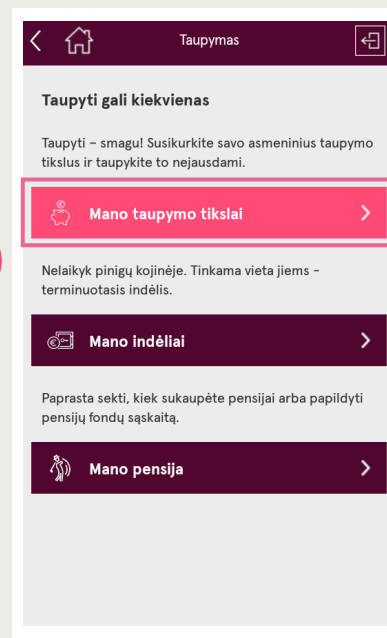 Taupymas
Taupyti gali kiekvienas
Taupyti – smagu! Susikurkite savo asmeninius taupymo
tikslus ir taupykite to nejausdami.
Mano taupymo tikslai
Nelaikyk pinigų kojinėje. Tinkama vieta jiems -
terminuotasis indėlis.
Mano indėliai
Paprasta sekti, kiek sukaupėte pensijai arba papildyti
pensijų fondų sąskaitą.
Mano pensija